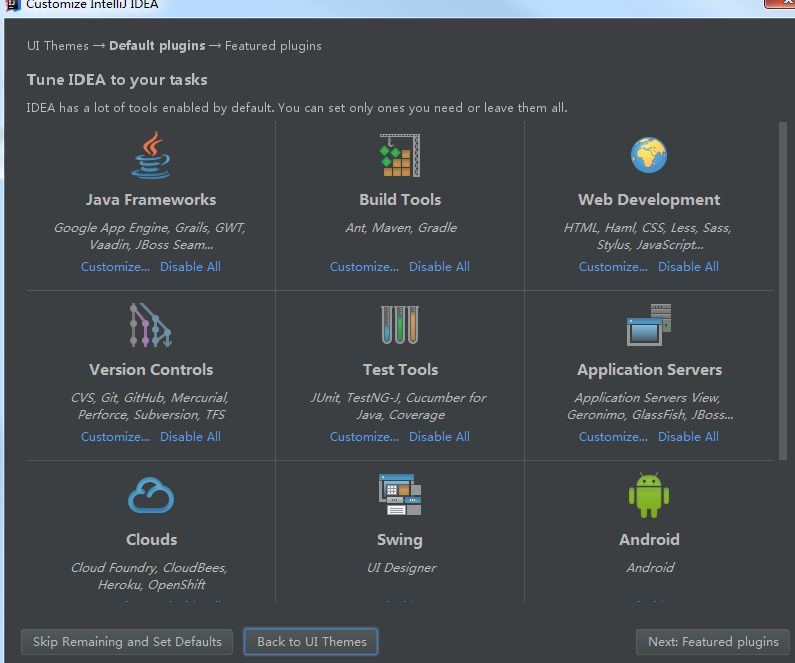 Customize IntelliJ IDEA
UI Themes → Default plugins → Featured plugins
Tune IDEA to your tasks
IDEA has a lot of tools enabled by default. You can set only ones you need or leave them all.
Java Frameworks
Google App Engine, Grails, GWT,
Vaadin, JBoss Seam...
Customize... Disable All
Build Tools
Ant, Maven, Gradle
Customize... Disable All
Web Development
HTML, Haml, CSS, Less, Sass,
Stylus, JavaScript...
Customize... Disable All
Version Controls
CVS, Git, GitHub, Mercurial,
Perforce, Subversion, TFS
Customize... Disable All
Test Tools
JUnit, TestNG-J, Cucumber for
Java, Coverage
Customize... Disable All
Application Servers
Application Servers View,
Geronimo, GlassFish, JBoss...
Customize... Disable All
Clouds
Cloud Foundry, CloudBees,
Heroku, OpenShift
Swing
UI Designer
Android
Android
Skip Remaining and Set Defaults
Back to UI Themes
Next: Featured plugins